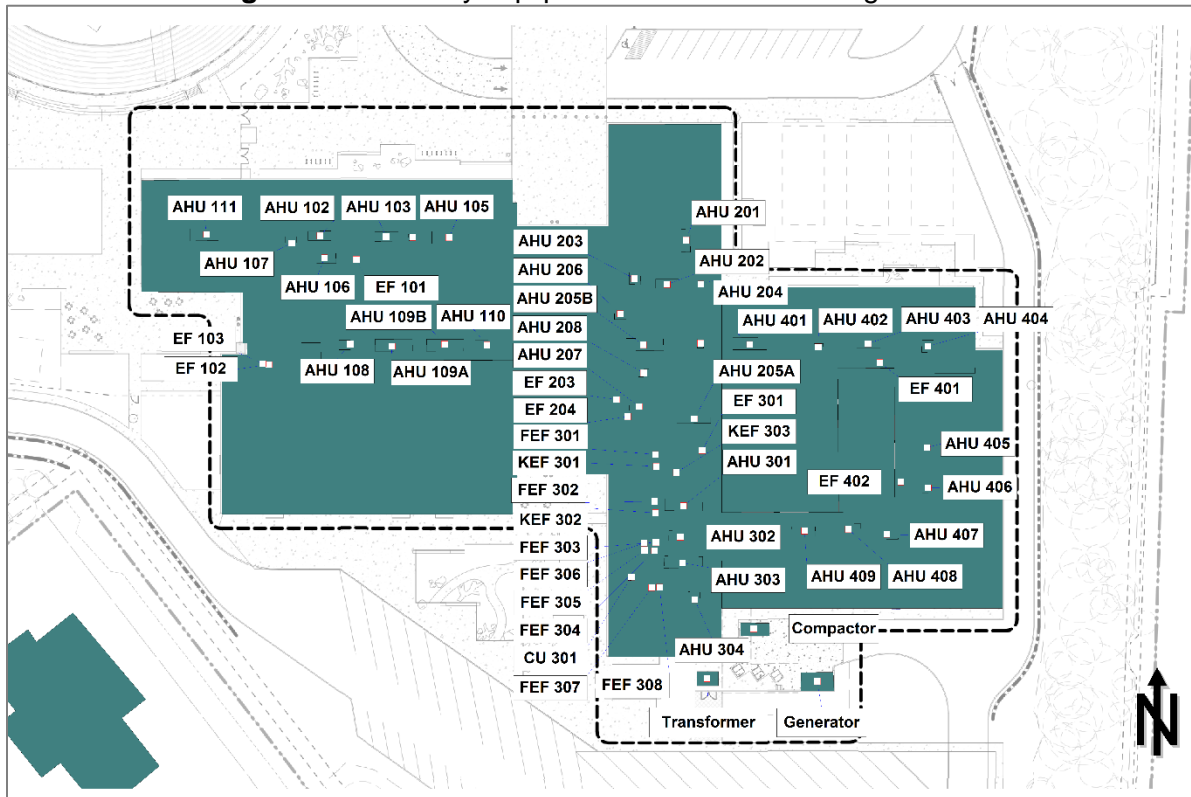 AHU 111
AHU 102
AHU 103
AHU 105
AHU 107
AHU 106
EF 101
AHU 109B
AHU 110
EF 103
EF 102
AHU 108
AHU 109A
AHU 201
AHU 203
AHU 202
AHU 206
AHU 204
AHU 205B
AHU 401
AHU 402
AHU 403
AHU 404
AHU 208
AHU 207
AHU 205A
EF 401
EF 203
EF 301
EF 204
KEF 303
FEF 301
AHU 405
KEF 301
AHU 301
EF 402
AHU 406
FEF 302
KEF 302
AHU 302
AHU 407
FEF 303
FEF 306
AHU 303
AHU 409
AHU 408
FEF 305
FEF 304
Compactor
CU 301
AHU 304
FEF 307
FEF 308
Transformer
Generator
N